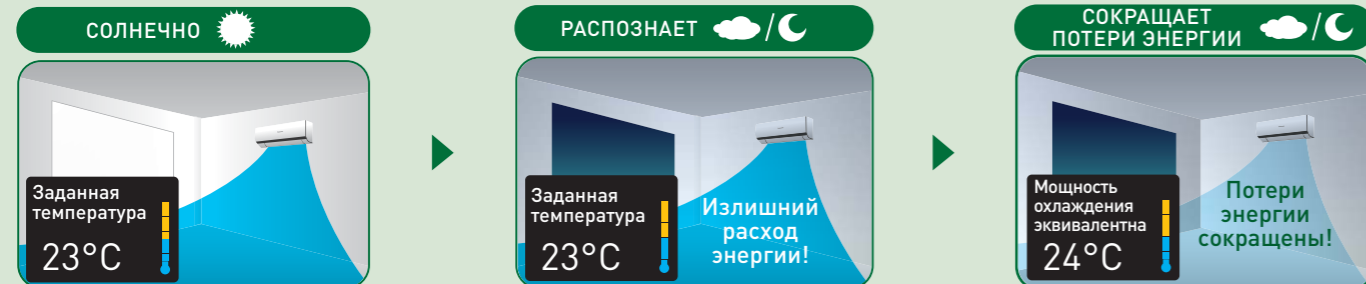 СОЛНЕЧНО
Заданная
температура
23°C
РАСПОЗНАЕТ /
Заданная
температура
23°C
Излишний
расход
энергии!
СОКРАЩАЕТ
ПОТЕРИ ЭНЕРГИИ /
Мощность
охлаждения
эквивалентна
24°C
Потери
энергии
сокращены!